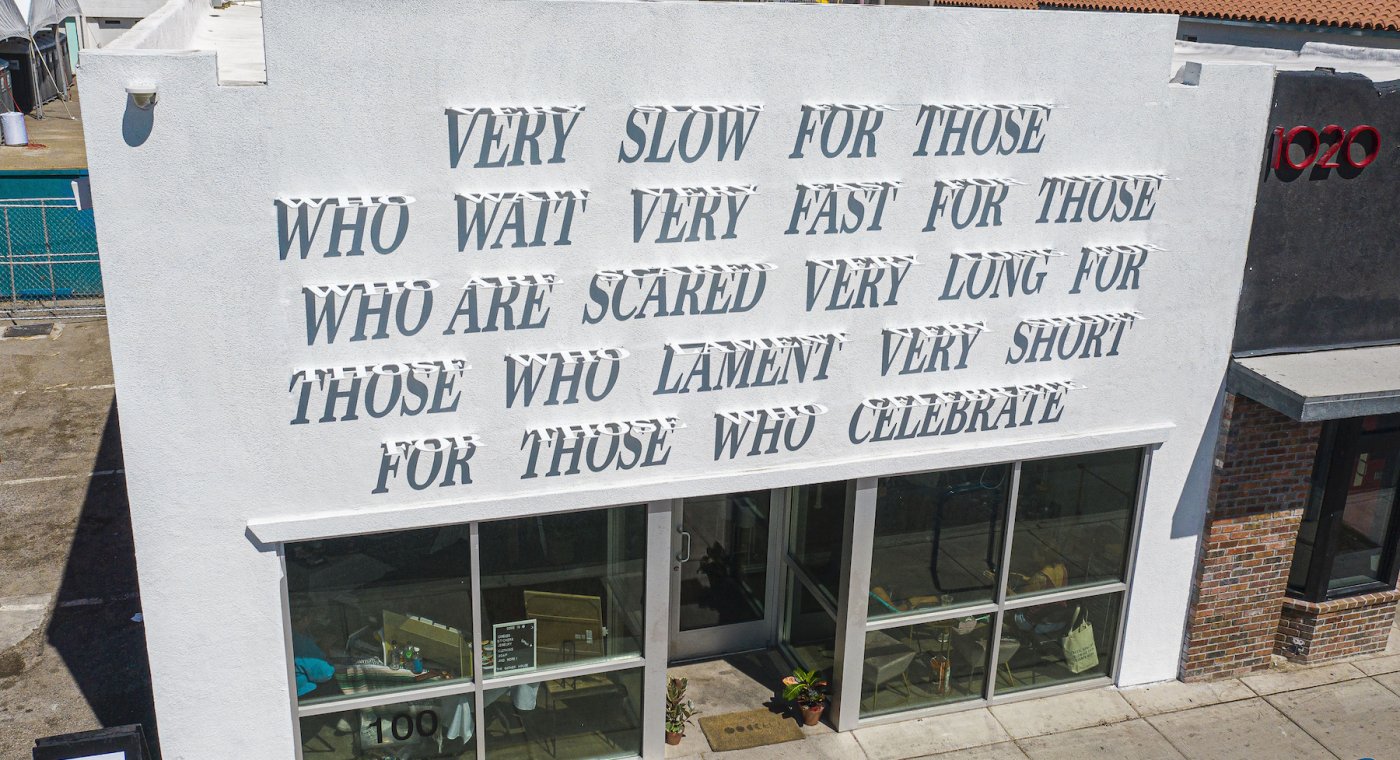 VERY SLOW FOR THOSE
WHO WAIT VERY FAST FOR THOSE
WHO ARE SCARED VERY LONG FOR
THOSE WHO LAMENT VERY SHORT
FOR THOSE WHO CELEBRATE
1020
100